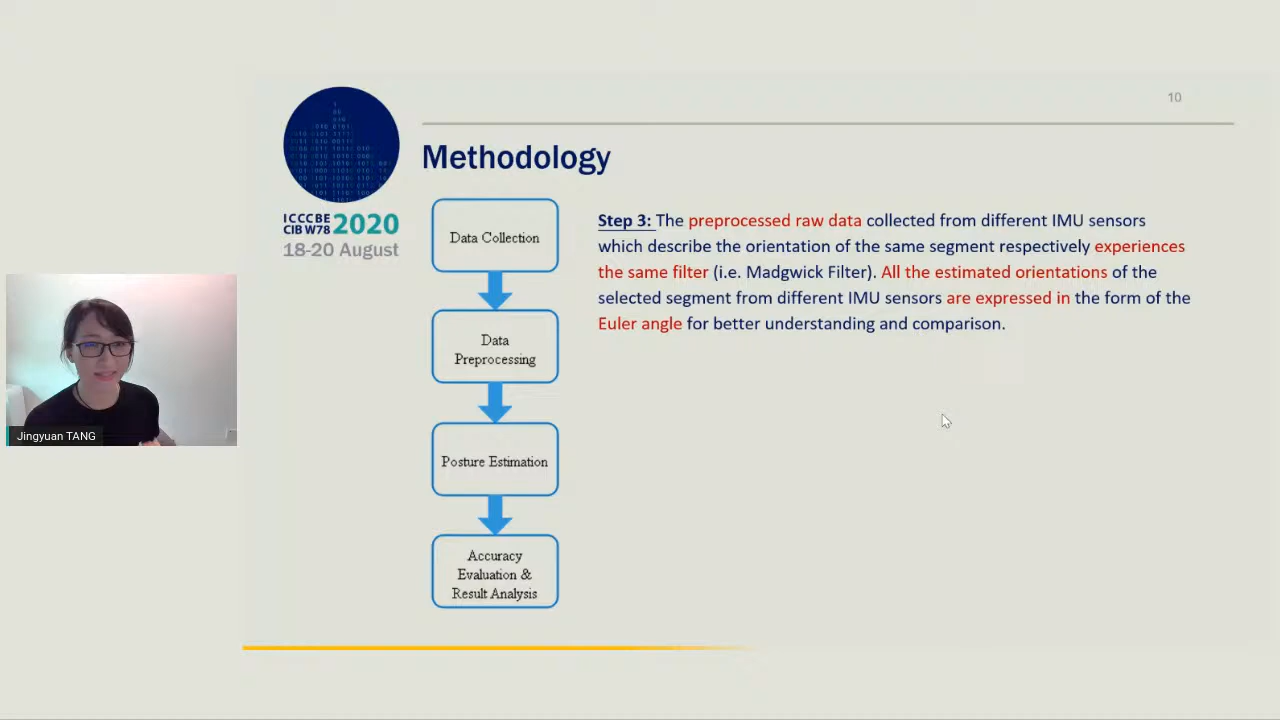 10
Methodology
ICCCBE
CIB W78 2020
18-20 August
Data Collection
Data
Preprocessing
Posture Estimation
Accuracy
Evaluation &
Result Analysis
Step 3: The preprocessed raw data collected from different IMU sensors
which describe the orientation of the same segment respectively experiences
the same filter (i.e. Madgwick Filter). All the estimated orientations of the
selected segment from different IMU sensors are expressed in the form of the
Euler angle for better understanding and comparison.
Jingyuan TANG